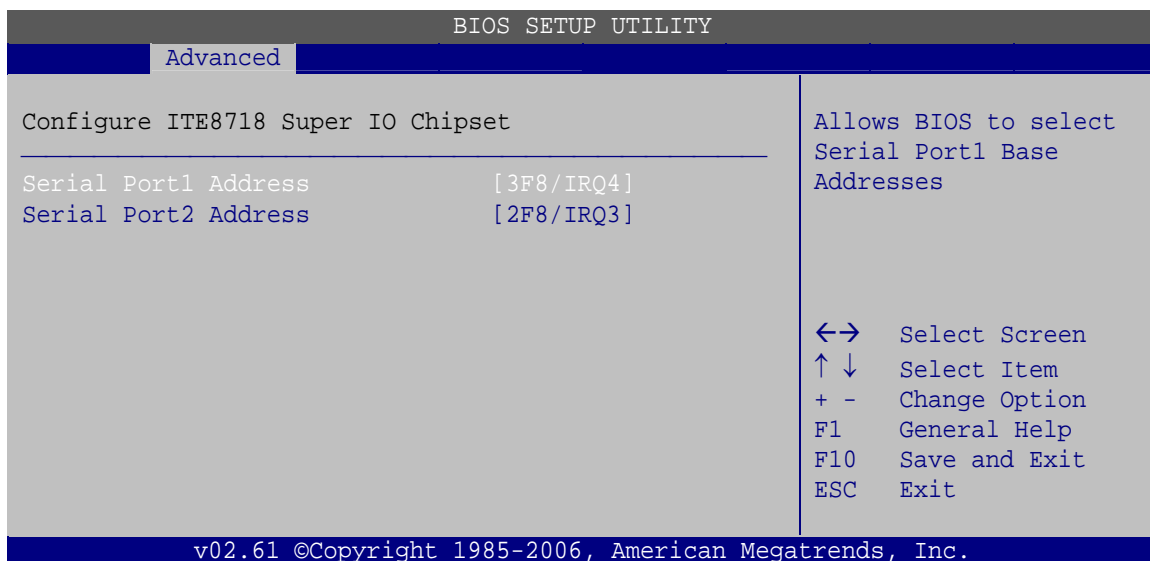 BIOS SETUP UTILITY
Advanced
Configure ITE8718 Super IO Chipset
Serial Port1 Address [3F8/IRQ4]
Serial Port2 Address [2F8/IRQ3]
Allows BIOS to select
Serial Port1 Base
Addresses
←→ Select Screen
↑ ↓ Select Item
+ - Change Option
F1 General Help
F10 Save and Exit
ESC Exit
v02.61 ©Copyright 1985-2006, American Megatrends, Inc.